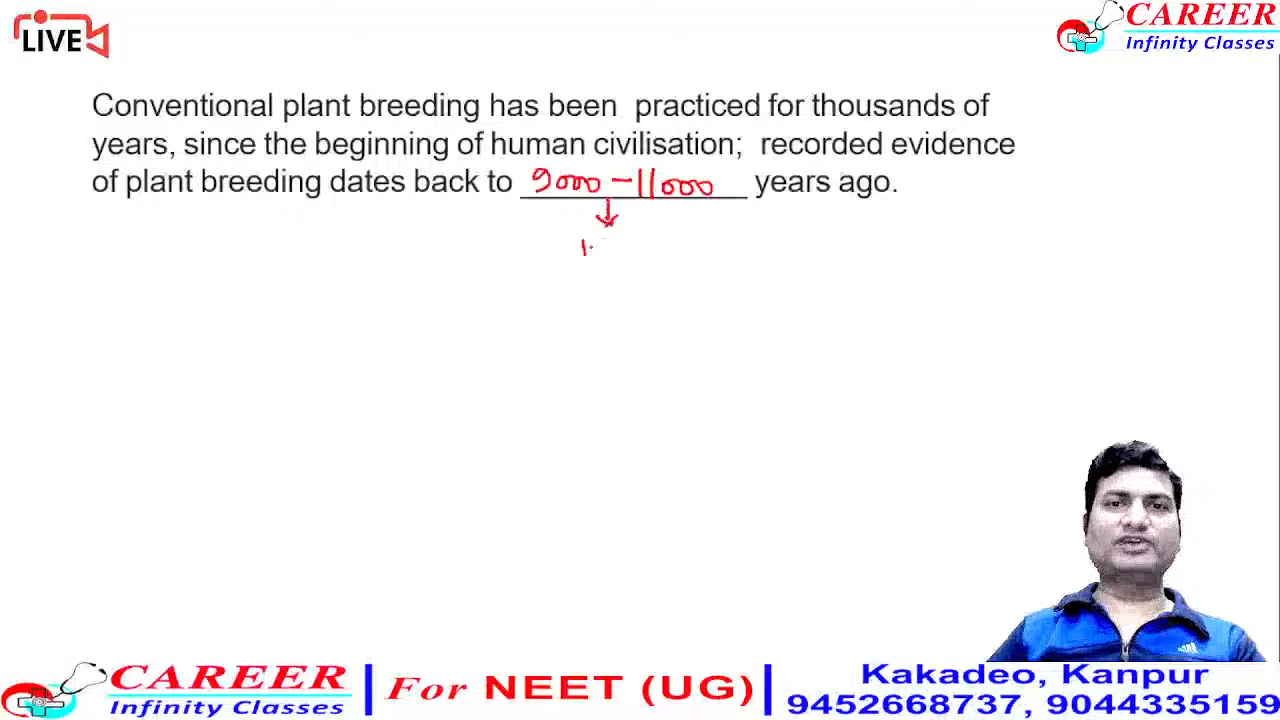 LIVE
CAREER
Infinity Classes
Conventional plant breeding has been practiced for thousands of
years, since the beginning of human civilisation; recorded evidence
of plant breeding dates back to 9000-11000 years ago.
CAREER
Infinity Classes
For NEET (UG)
Kakadeo, Kanpur
9452668737, 9044335159